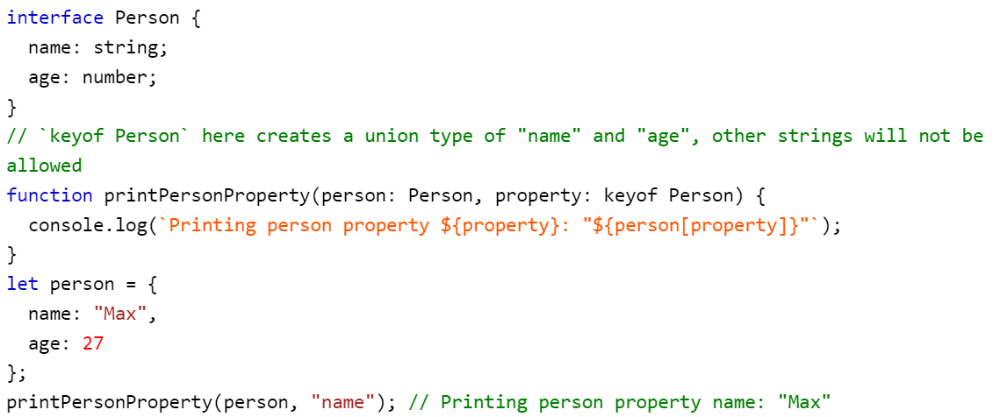 interface Person {
  name: string;
  age: number;
}
// `keyof Person` here creates a union type of "name" and "age", other strings will not be
allowed
function printPersonProperty(person: Person, property: keyof Person) {
  console.log(`Printing person property ${property}: "${person[property]}"`);
}
let person = {
  name: "Max",
  age: 27
};
printPersonProperty(person, "name"); // Printing person property name: "Max"